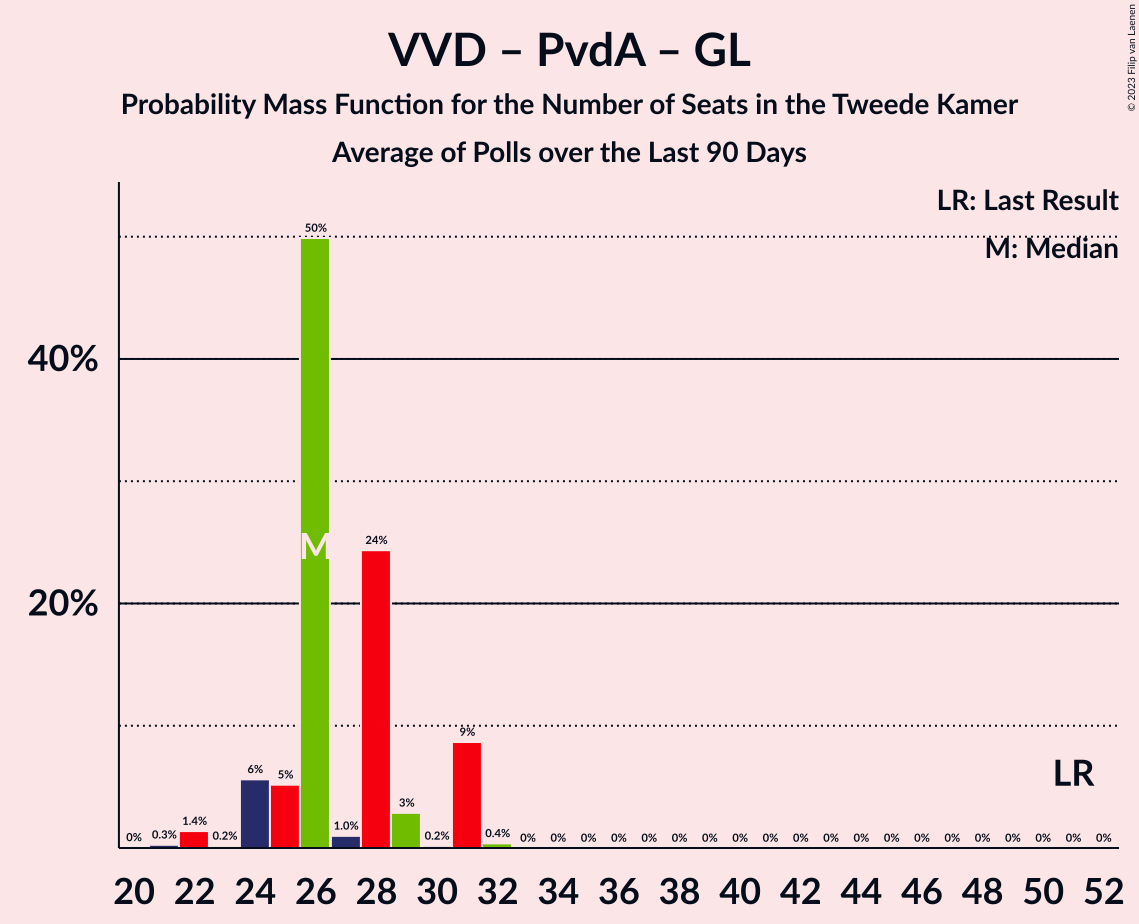 VVD – PvdA – GL
Probability Mass Function for the Number of Seats in the Tweede Kamer
Average of Polls over the Last 90 Days
© 2023 Filip van Laenen
LR: Last Result
M: Median
40%
20%
0% 0.3% 1.4% 0.2% 6% 5% 50% 1.0% 24% 3% 0.2% 9% 0.4% 0% 0% 0% 0% 0% 0% 0% 0% 0% 0% 0% 0% 0% 0% 0% 0% 0% 0% 0% 0%
M
LR
20 22 24 26 28 30 32 34 36 38 40 42 44 46 48 50 52